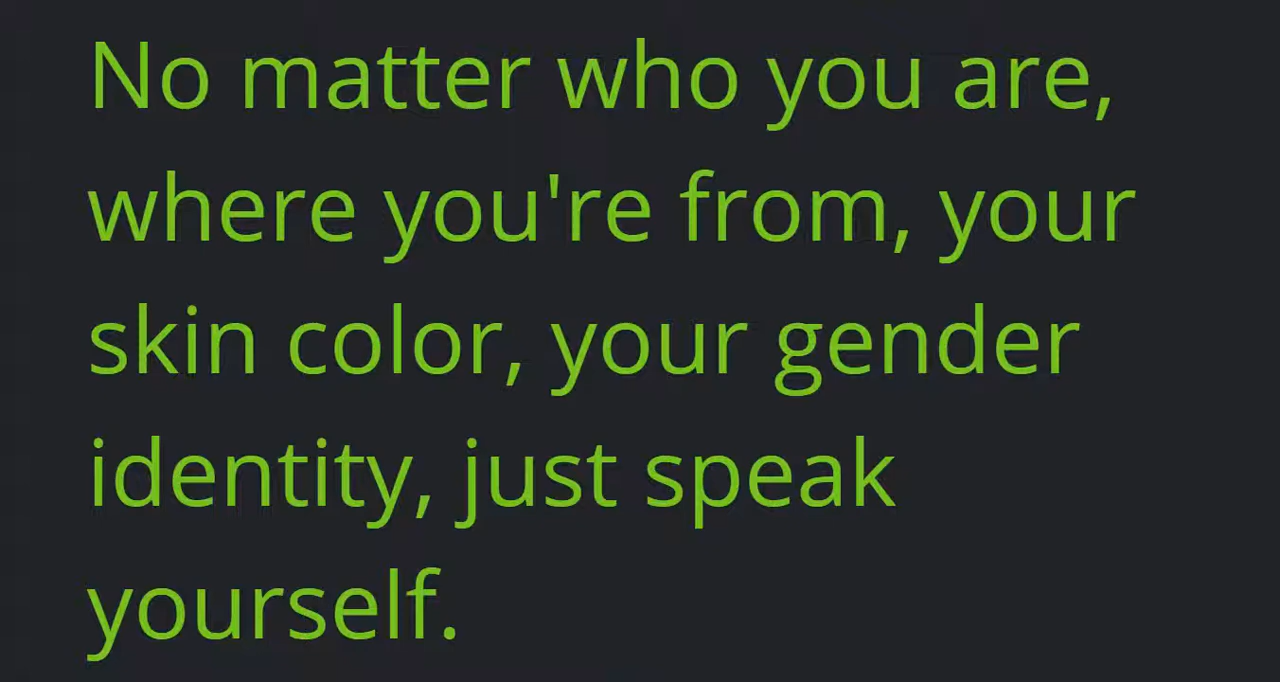 No matter who you are,
where you're from, your
skin color, your gender
identity, just speak
yourself.